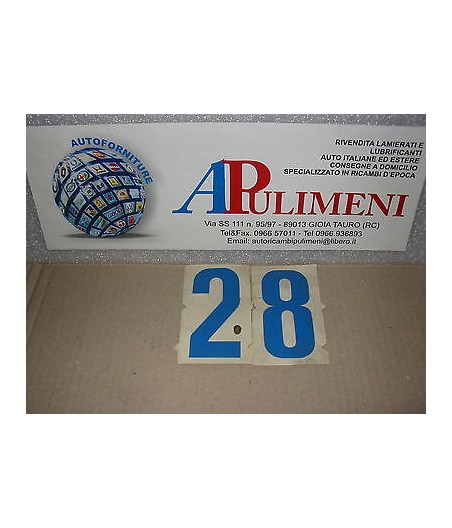 AUTOFORNITURE
RIVENDITA LAMIERATI E
LUBRIFICANTI
AUTO ITALIANE ED ESTERE
CONSEGNE A DOMICILIO
SPECIALIZZATO IN RICAMBI D'EPOCA
APULIMENI
Via SS 111 n. 95/97 - 89013 GIOIA TAURO (RC)
Tel&Fax. 0966 57011 - Tel 0966.938893
Email: autoricambipulimeni@libero.it
28